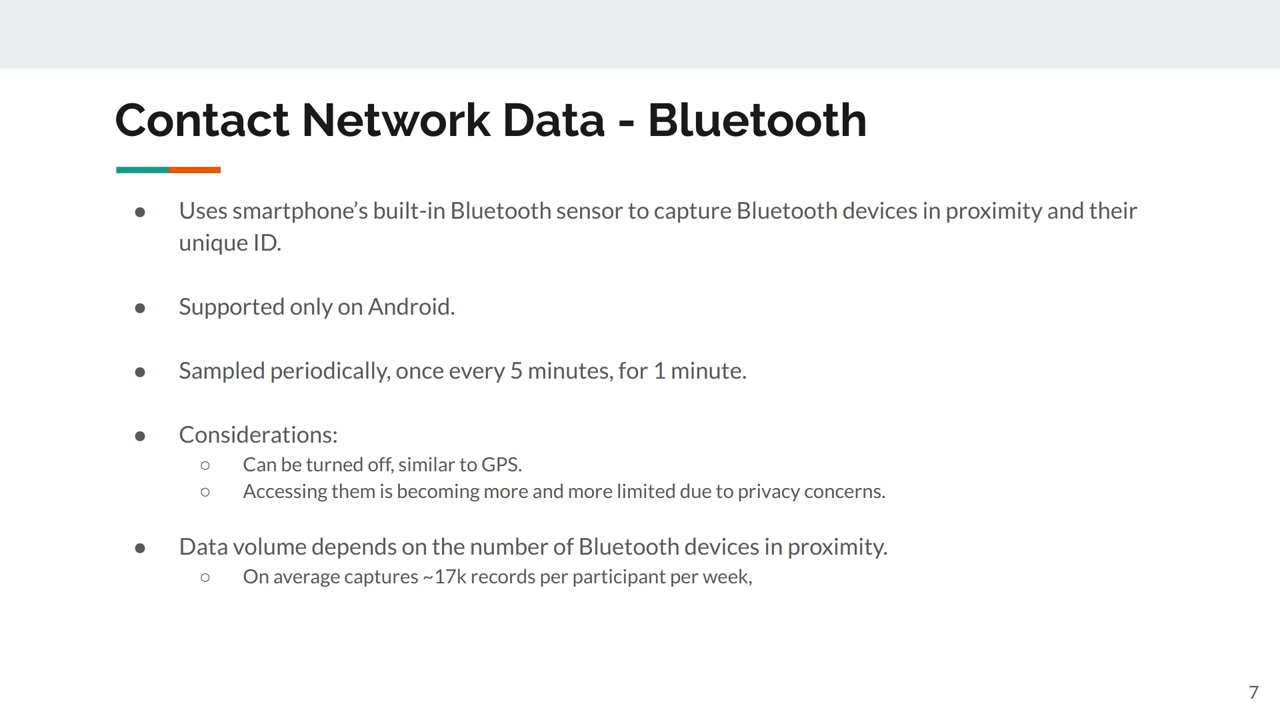 Contact Network Data - Bluetooth
● Uses smartphone’s built-in Bluetooth sensor to capture Bluetooth devices in proximity and their
unique ID.
● Supported only on Android.
● Sampled periodically, once every 5 minutes, for 1 minute.
● Considerations:
○ Can be turned off, similar to GPS.
○ Accessing them is becoming more and more limited due to privacy concerns.
● Data volume depends on the number of Bluetooth devices in proximity.
○ On average captures ~17k records per participant per week,
7